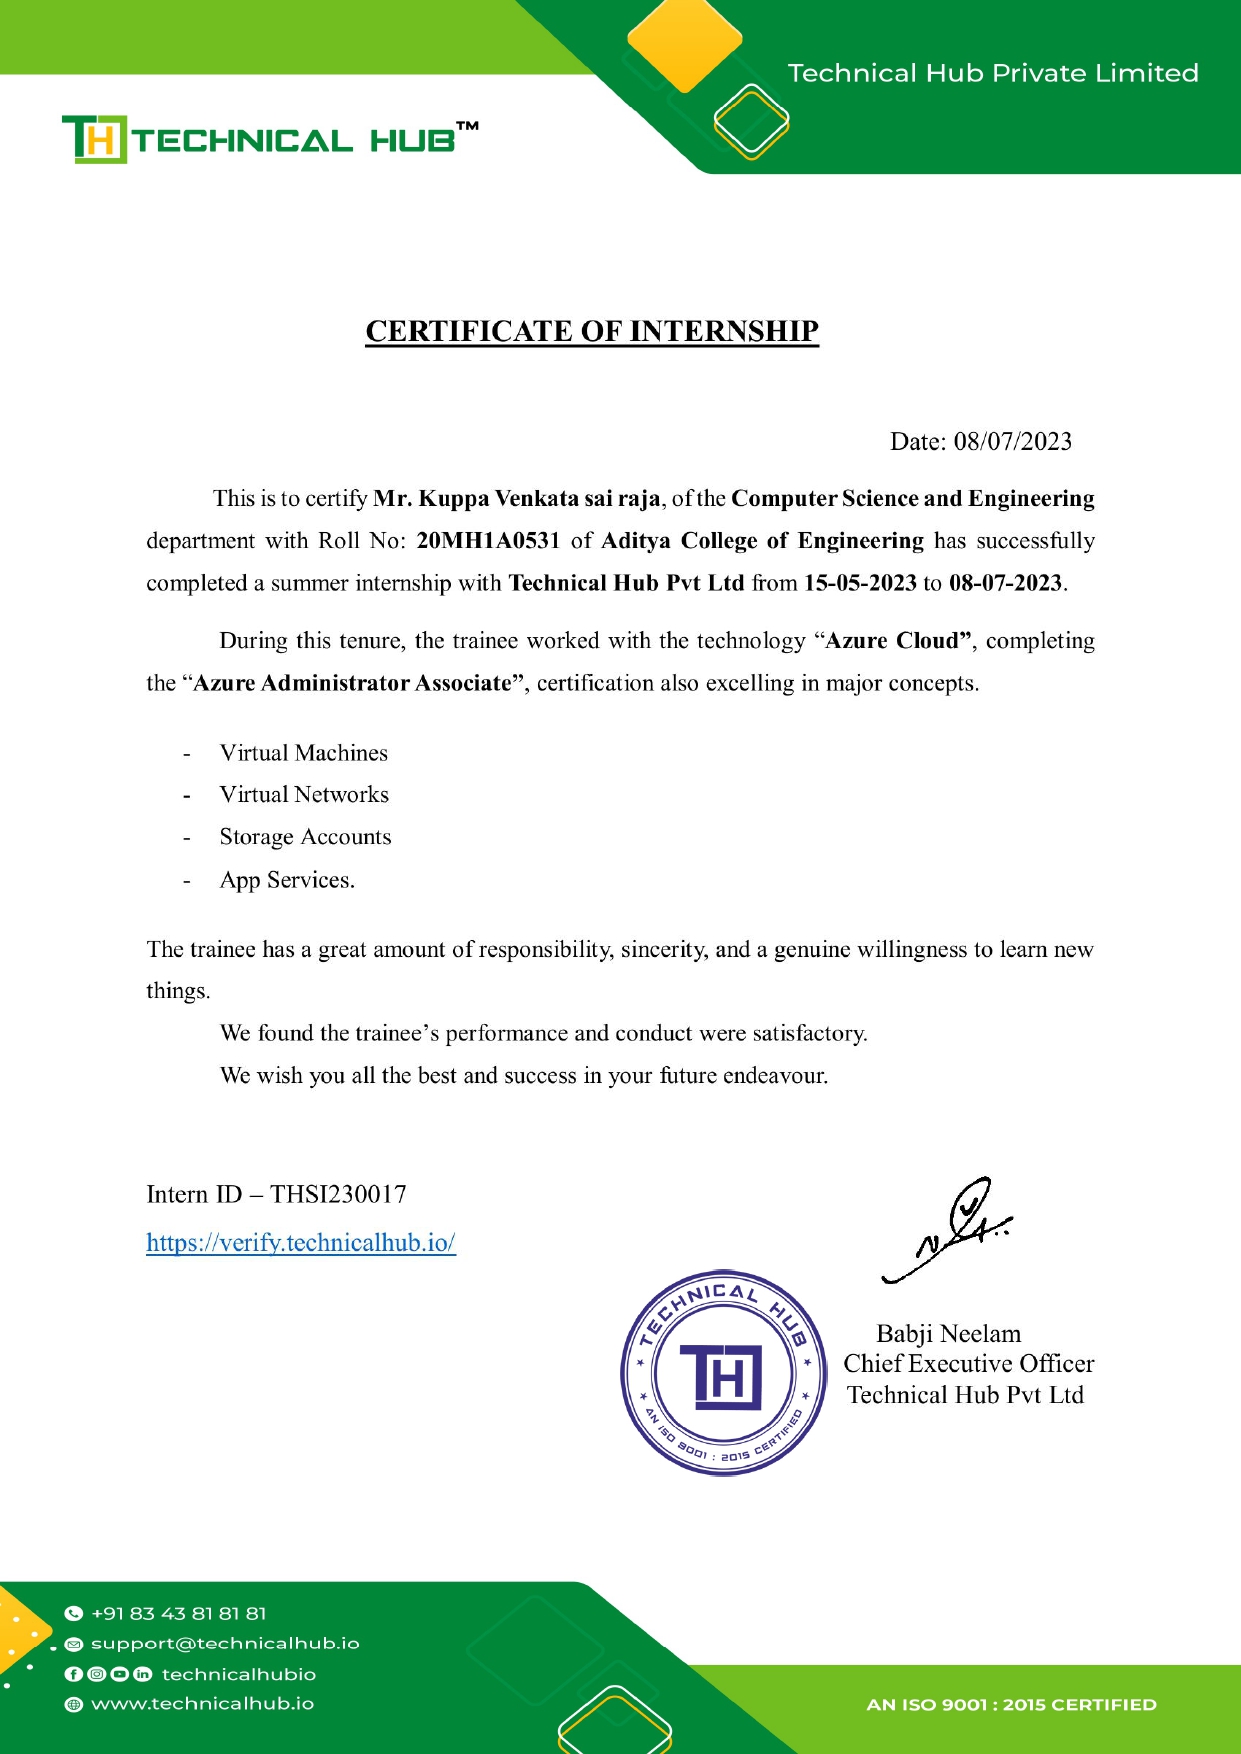 Technical Hub Private Limited
TH TECHNICAL HUB™
CERTIFICATE OF INTERNSHIP
Date: 08/07/2023
This is to certify Mr. Kuppa Venkata sai raja, of the Computer Science and Engineering
department with Roll No: 20MH1A0531 of Aditya College of Engineering has successfully
completed a summer internship with Technical Hub Pvt Ltd from 15-05-2023 to 08-07-2023.
During this tenure, the trainee worked with the technology “Azure Cloud”, completing
the “Azure Administrator Associate”, certification also excelling in major concepts.
- Virtual Machines
- Virtual Networks
- Storage Accounts
- App Services.
The trainee has a great amount of responsibility, sincerity, and a genuine willingness to learn new
things.
We found the trainee’s performance and conduct were satisfactory.
We wish you all the best and success in your future endeavour.
Intern ID – THSI230017
https://verify.technicalhub.io/
TECHNICAL HUB
TH
AN ISO 9001 : 2015 CERTIFIED
Babji Neelam
Chief Executive Officer
Technical Hub Pvt Ltd
+91 83 43 81 81 81
support@technicalhub.io
technicalhubio
www.technicalhub.io
AN ISO 9001 : 2015 CERTIFIED